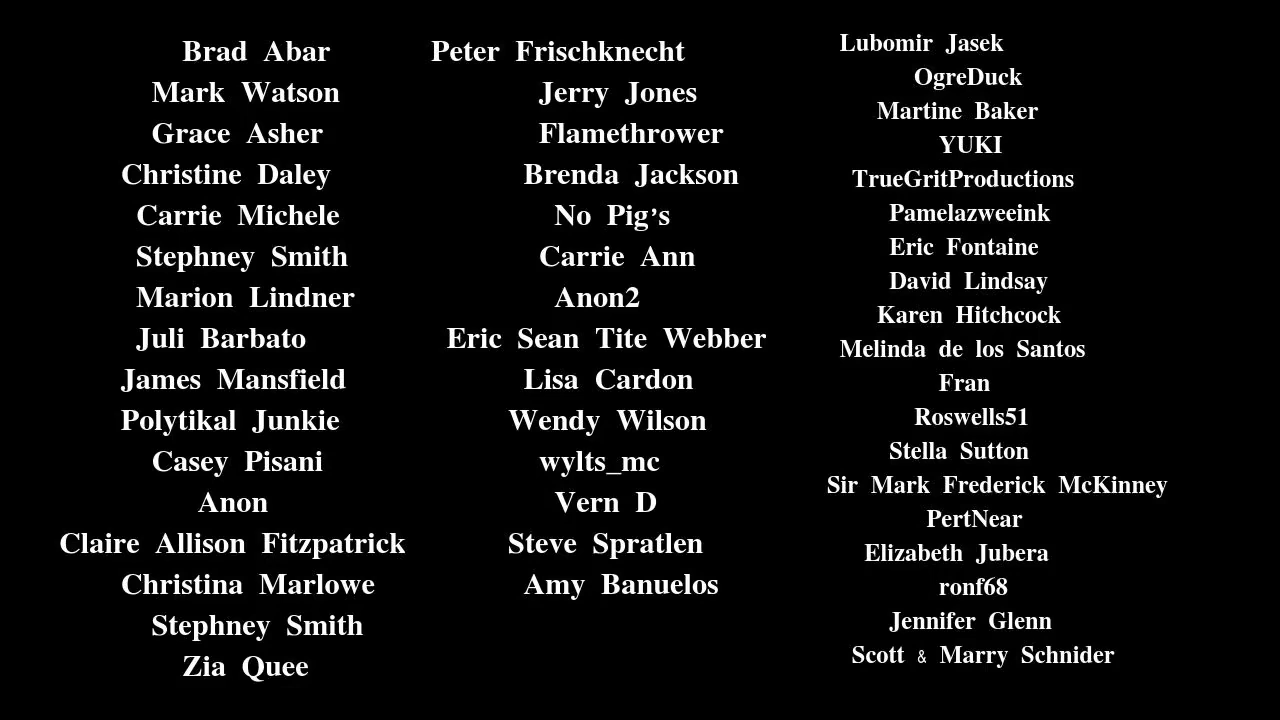 Brad Abar
Mark Watson
Grace Asher
Christine Daley
Carrie Michele
Stephney Smith
Marion Lindner
Juli Barbato
James Mansfield
Polytikal Junkie
Casey Pisani
Anon
Claire Allison Fitzpatrick
Christina Marlowe
Stephney Smith
Zia Quee
Peter Frischknecht
Jerry Jones
Flamethrower
Brenda Jackson
No Pig’s
Carrie Ann
Anon2
Eric Sean Tite Webber
Lisa Cardon
Wendy Wilson
wylts_mc
Vern D
Steve Spratlen
Amy Banuelos
Lubomir Jasek
OgreDuck
Martine Baker
YUKI
TrueGritProductions
Pamelazweeink
Eric Fontaine
David Lindsay
Karen Hitchcock
Melinda de los Santos
Fran
Roswells51
Stella Sutton
Sir Mark Frederick McKinney
PertNear
Elizabeth Jubera
ronf68
Jennifer Glenn
Scott & Marry Schnider